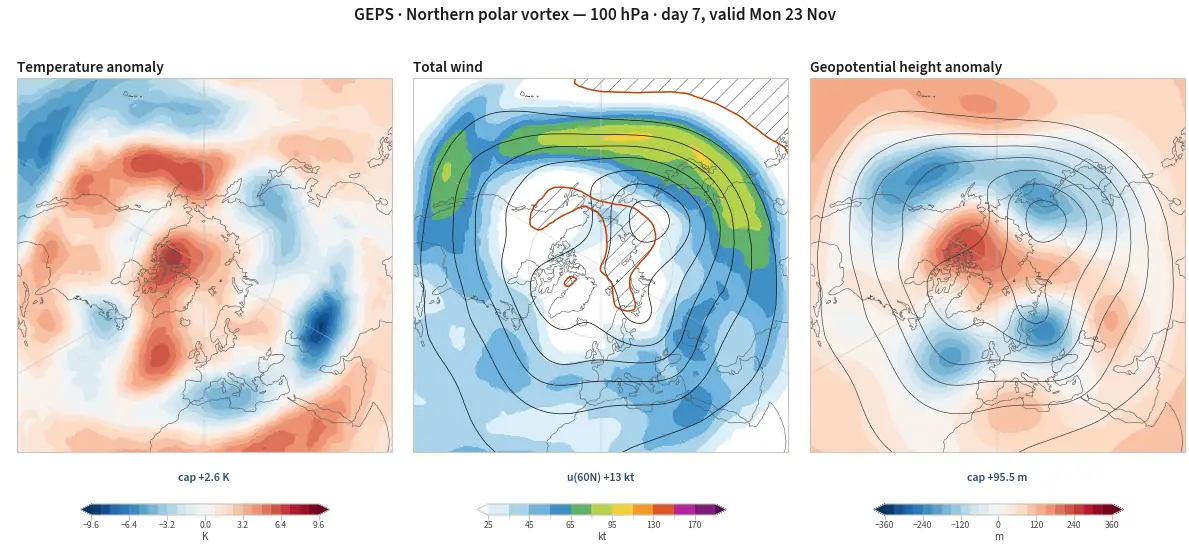 GEPS · Northern polar vortex — 100 hPa · day 7, valid Mon 23 Nov
Temperature anomaly
Total wind
Geopotential height anomaly
cap +2.6 K
u(60N) +13 kt
cap +95.5 m
−9.6 −6.4 −3.2 0.0 3.2 6.4 9.6
K
25 45 65 95 130 170
kt
−360 −240 −120 0 120 240 360
m